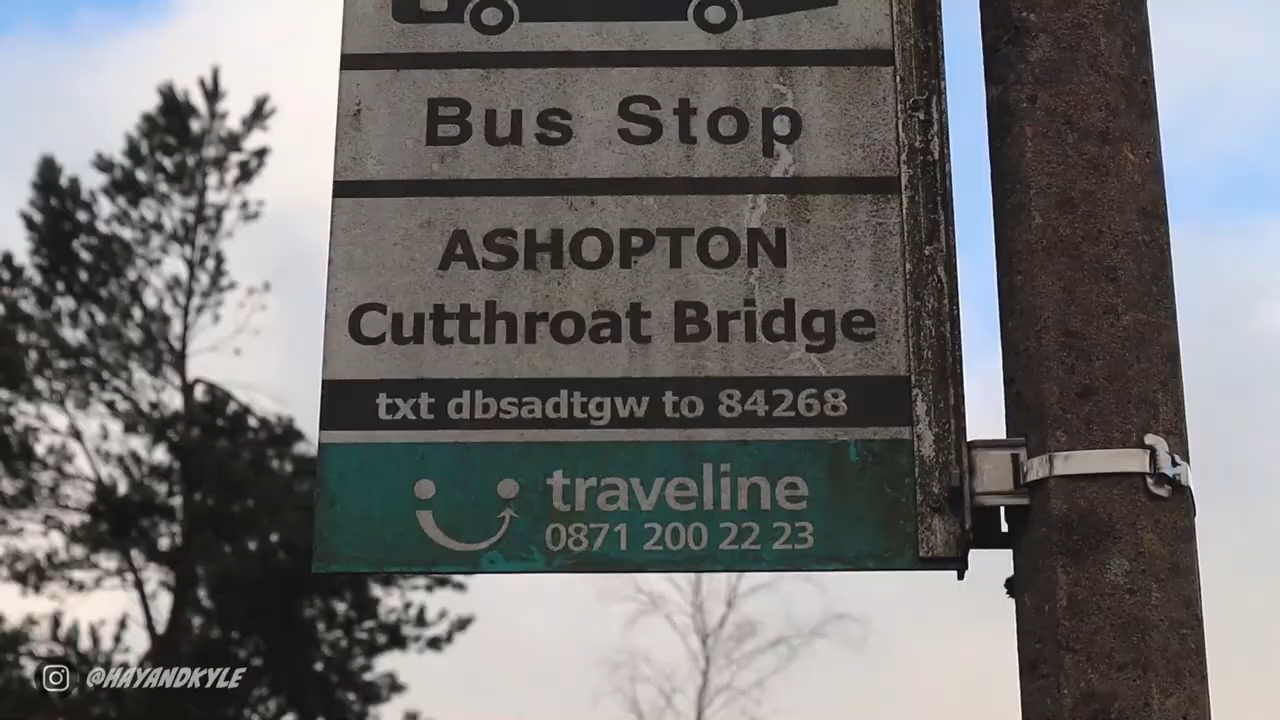 Bus Stop
ASHOPTON
Cutthroat Bridge
txt dbsadtgw to 84268
traveline
0871 200 22 23
@HAYANDKYLE